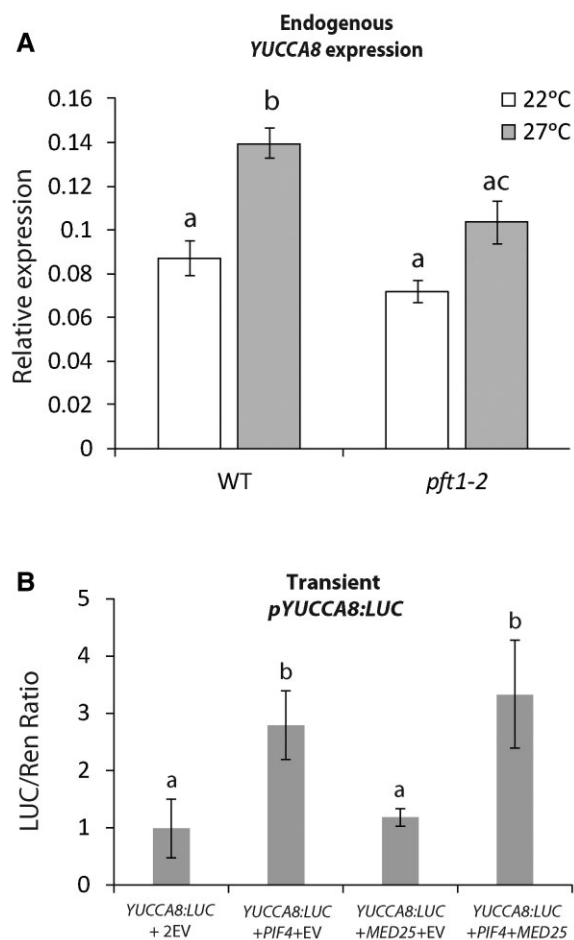 A
Endogenous
YUCCA8 expression
0.16
0.14
0.12
0.1
0.08
0.06
0.04
0.02
0
Relative expression
22°C
27°C
a
b
a
ac
WT
pft1-2
B
Transient
pYUCCA8:LUC
5
4
3
2
1
0
LUC/Ren Ratio
a
b
a
b
YUCCA8:LUC
+ 2EV
YUCCA8:LUC
+PIF4+EV
YUCCA8:LUC
+MED25+EV
YUCCA8:LUC
+PIF4+MED25